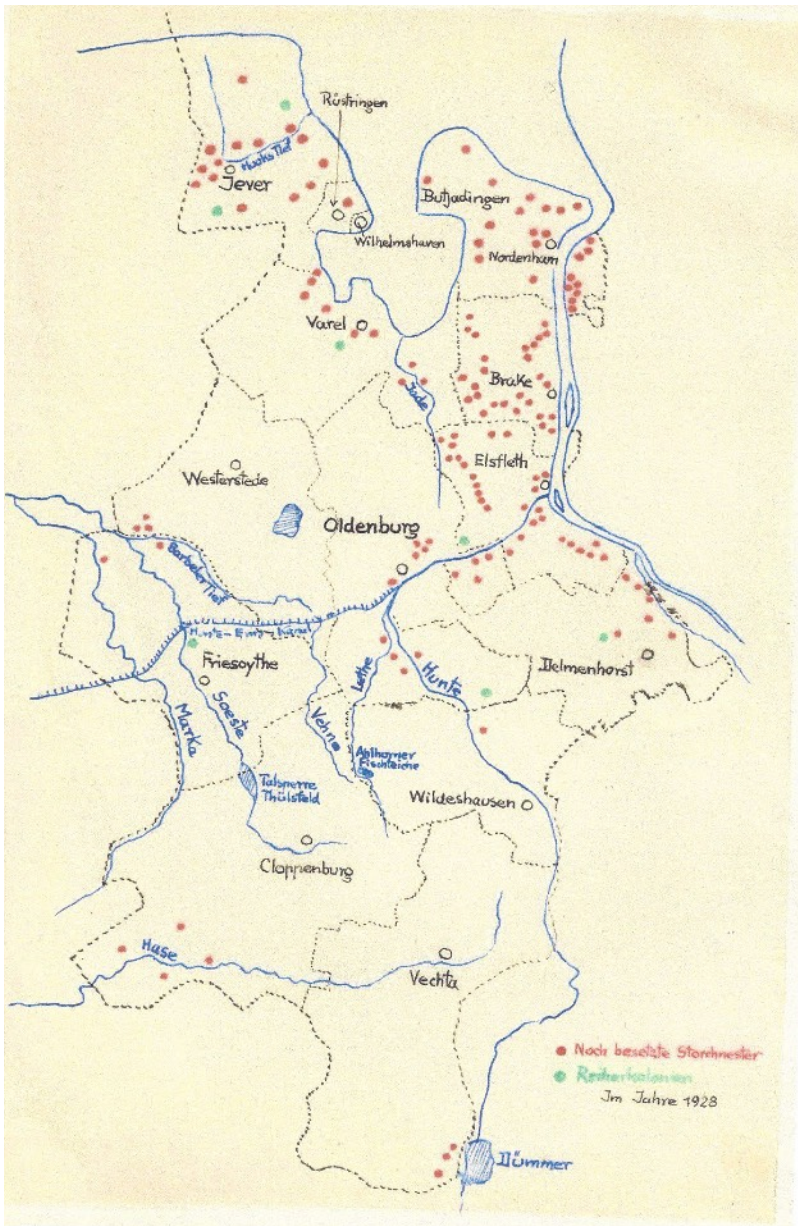 Rüstringen
Hooks Tief
Jever
Butjadingen
Wilhelmshaven
Nordenham
Varel
Brake
Jade
Elsfleth
Westerstede
Oldenburg
Barßeler Tief
Hunte-Ems-Kanal
Friesoythe
Soeste
Marka
Vehne
Lethe
Hunte
Delmenhorst
Ahlhorner
Fischteiche
Talsperre
Thülsfeld
Wildeshausen
Cloppenburg
Hase
Vechta
Noch besetzte Storchnester
Reiherkolonien
Im Jahre 1928
Dümmer